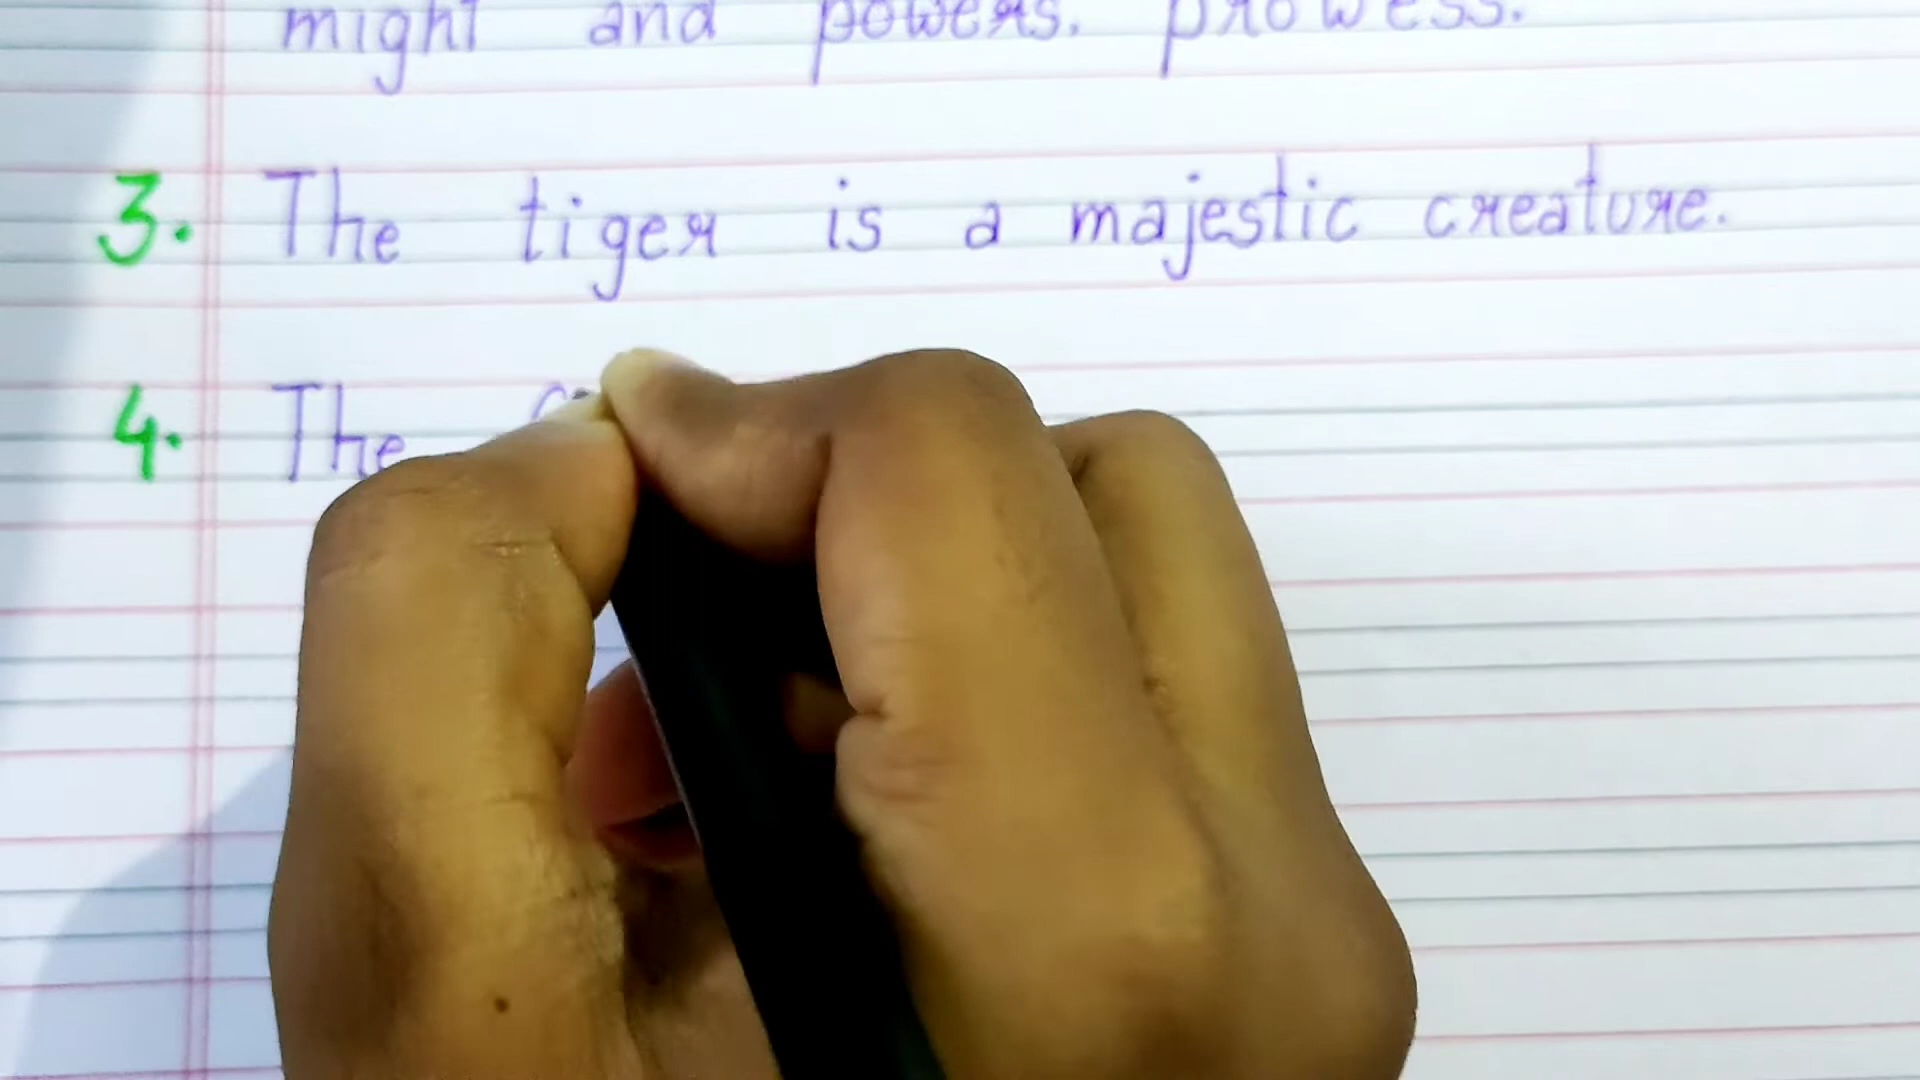 might and powers. prowess.
3. The tiger is a majestic creature.
4. The